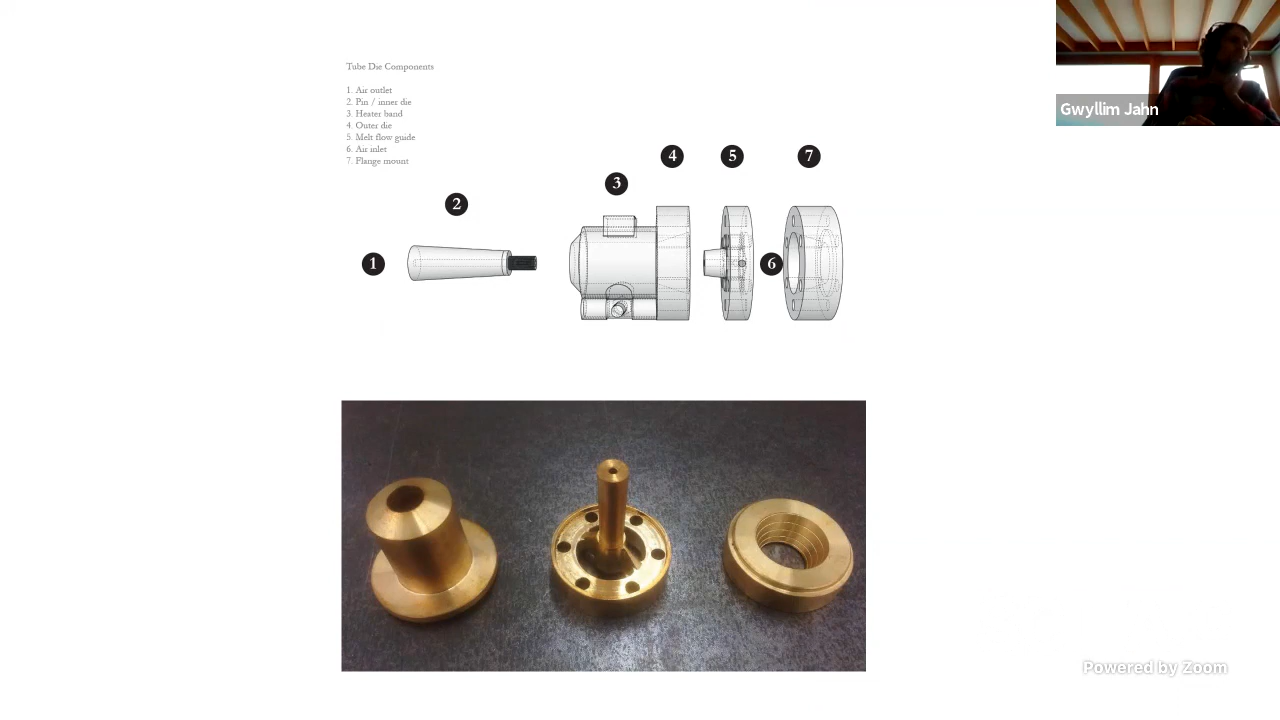 Tube Die Components
1. Air outlet
2. Pin / inner die
3. Heater band
4. Outer die
5. Melt flow guide
6. Air inlet
7. Flange mount
4
5
7
3
2
1
6
Gwyllim Jahn
Powered by Zoom